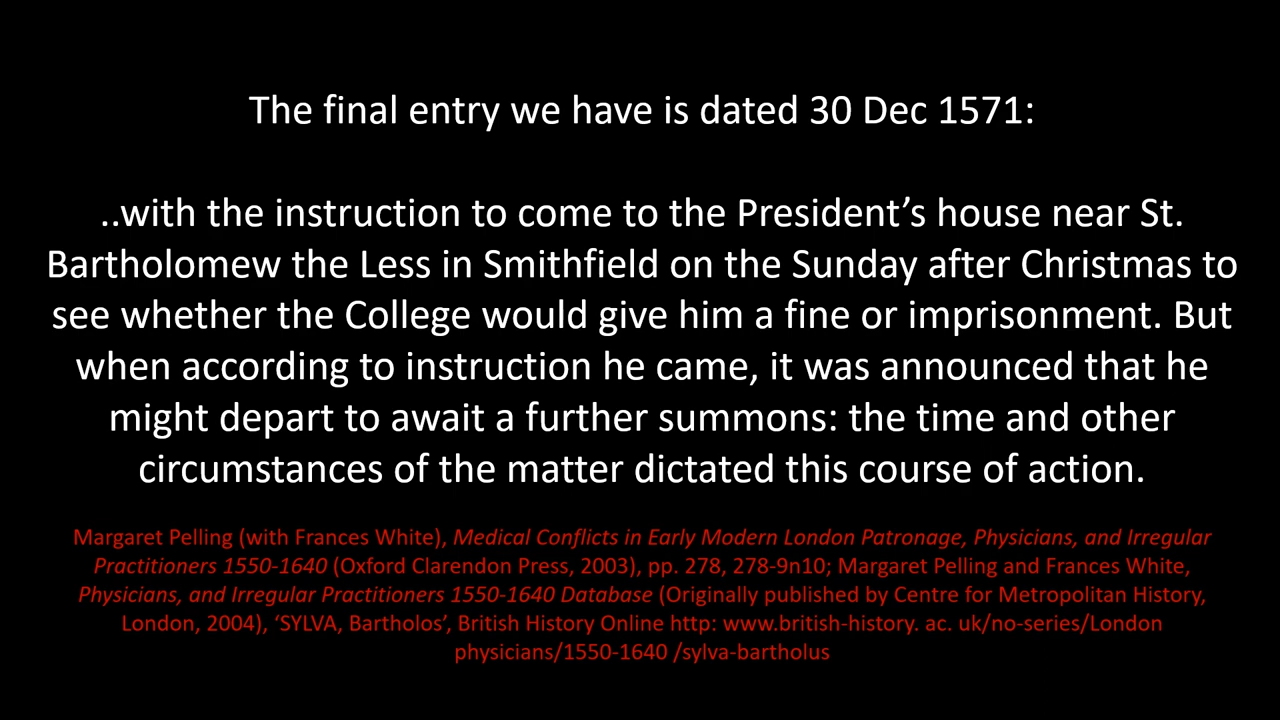 The final entry we have is dated 30 Dec 1571:
..with the instruction to come to the President’s house near St.
Bartholomew the Less in Smithfield on the Sunday after Christmas to
see whether the College would give him a fine or imprisonment. But
when according to instruction he came, it was announced that he
might depart to await a further summons: the time and other
circumstances of the matter dictated this course of action.
Margaret Pelling (with Frances White), Medical Conflicts in Early Modern London Patronage, Physicians, and Irregular
Practitioners 1550-1640 (Oxford Clarendon Press, 2003), pp. 278, 278-9n10; Margaret Pelling and Frances White,
Physicians, and Irregular Practitioners 1550-1640 Database (Originally published by Centre for Metropolitan History,
London, 2004), ‘SYLVA, Bartholos’, British History Online http: www.british-history. ac. uk/no-series/London
physicians/1550-1640 /sylva-bartholus